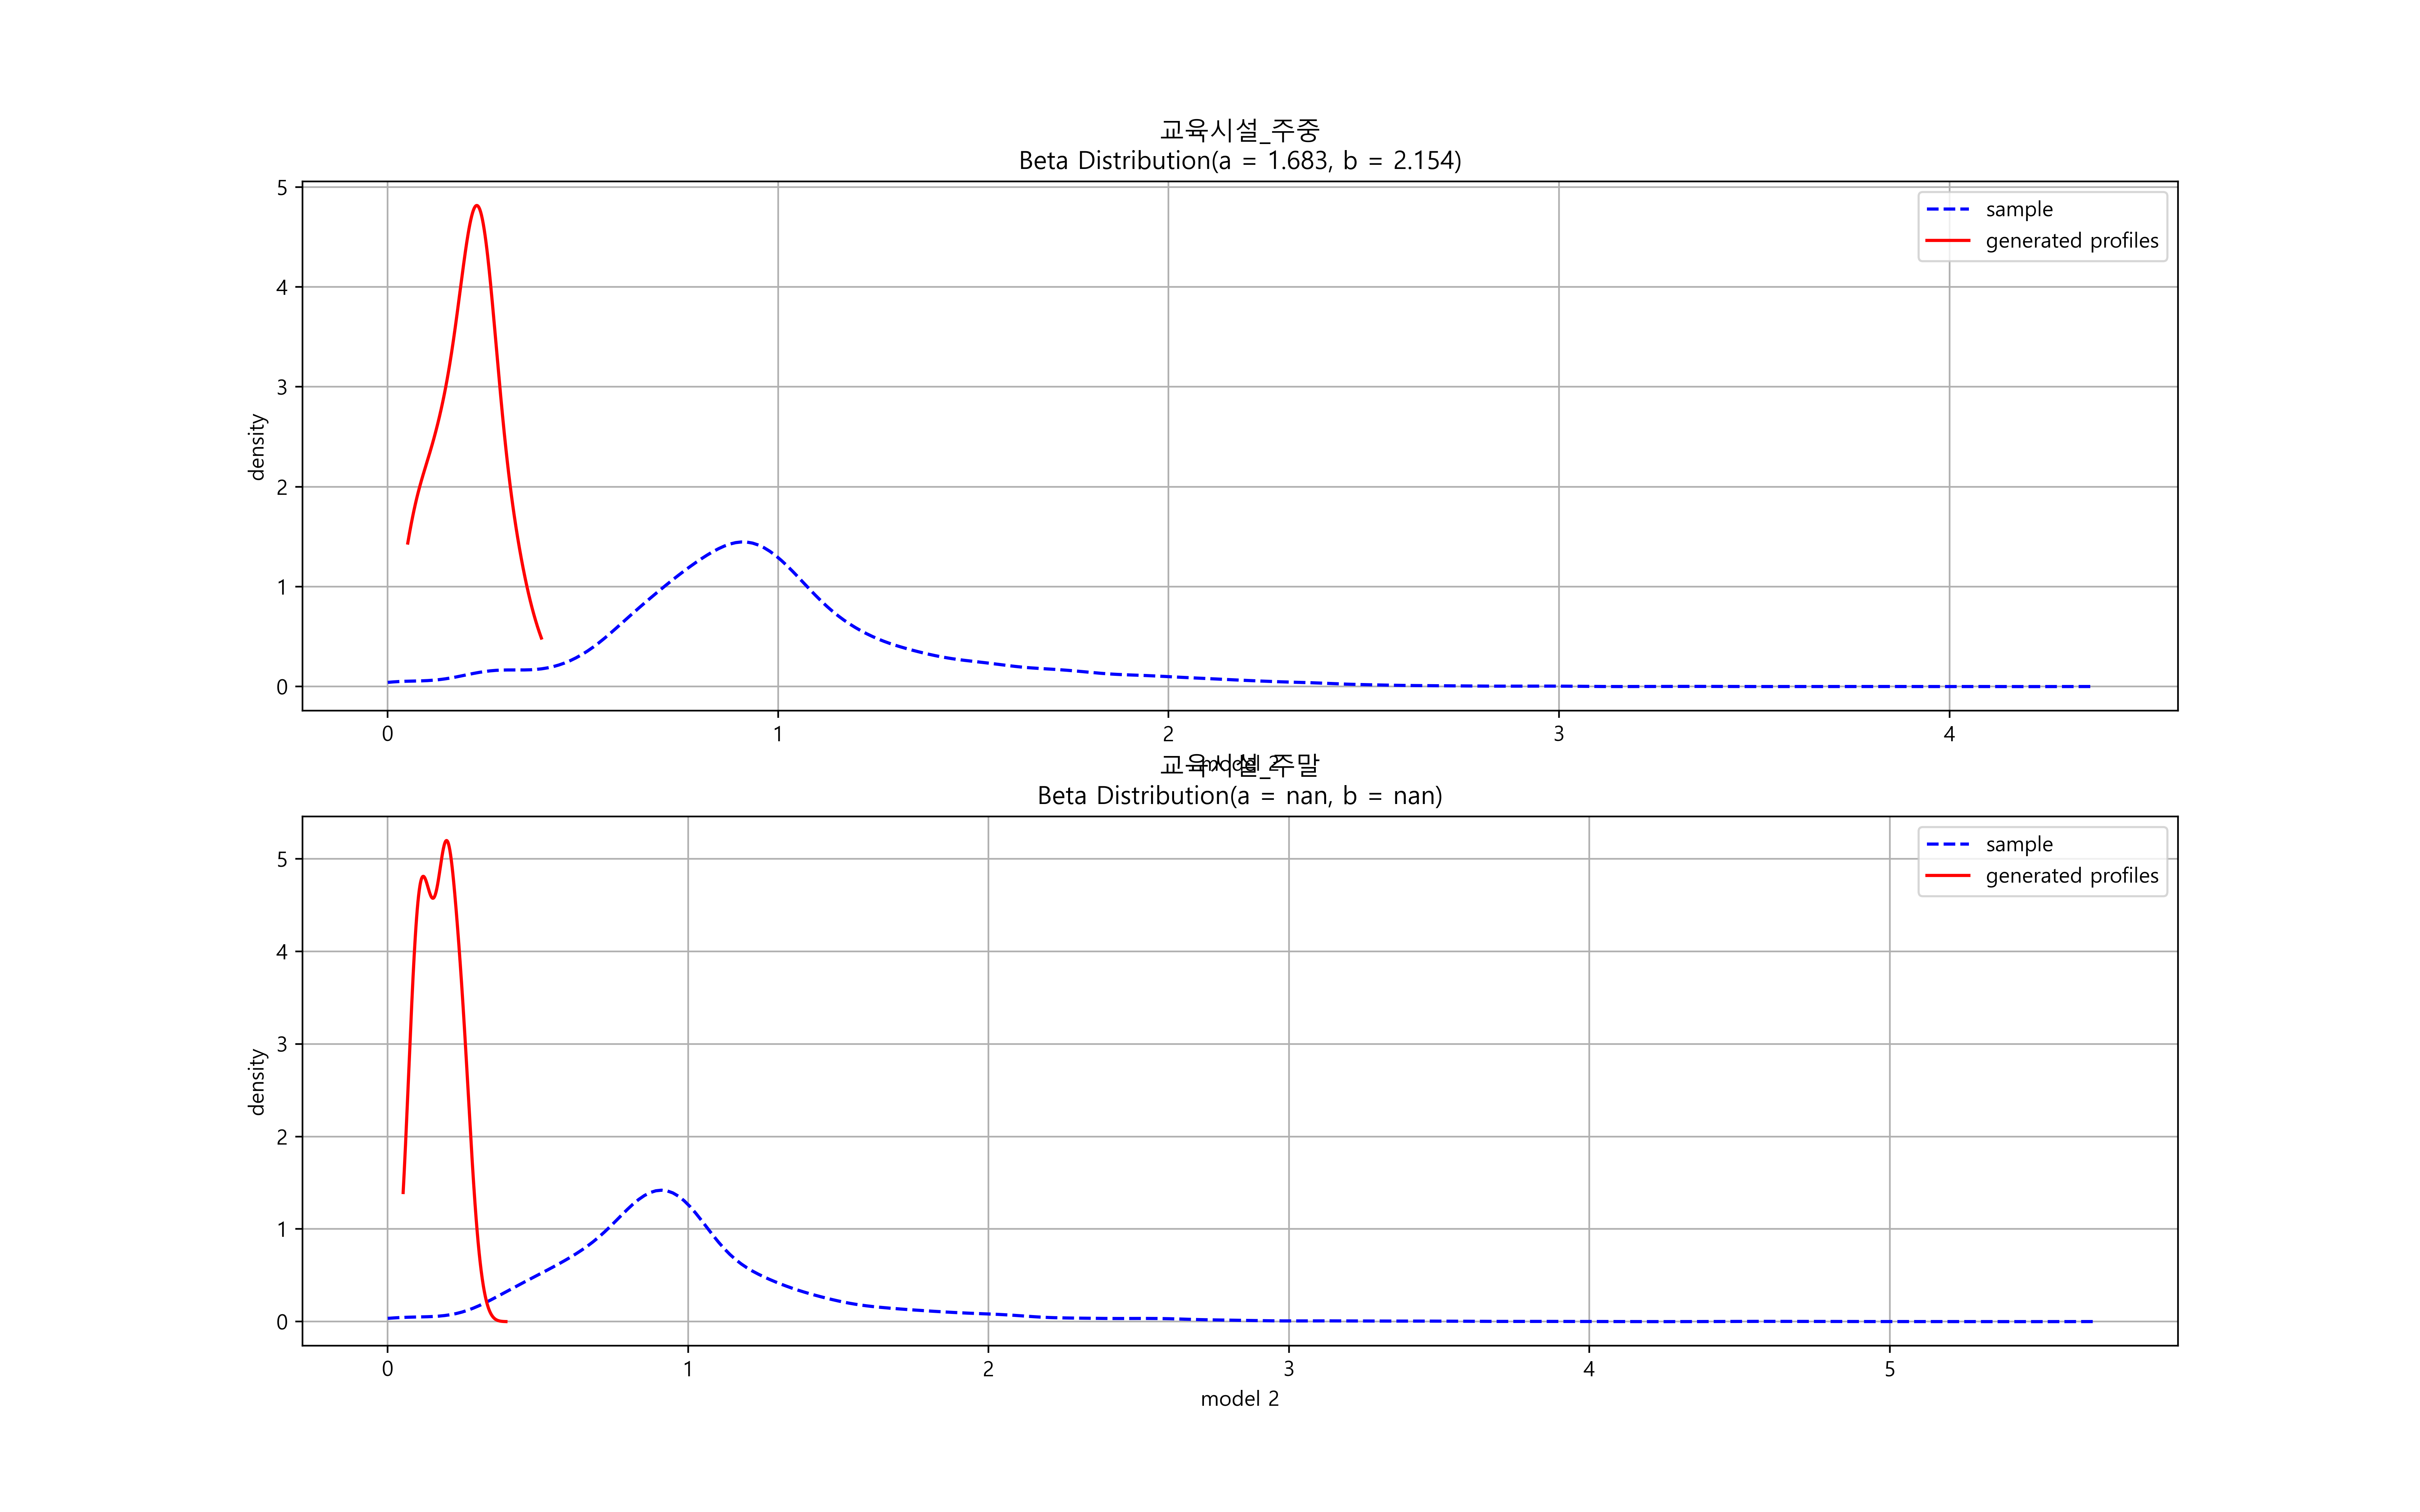 교육시설_주중
Beta Distribution(a = 1.683, b = 2.154)
5
4
3
2
1
0
density
sample
generated profiles
0 1 2 3 4
model 2
교육시설_주말
Beta Distribution(a = nan, b = nan)
5
4
3
2
1
0
density
sample
generated profiles
0 1 2 3 4 5
model 2